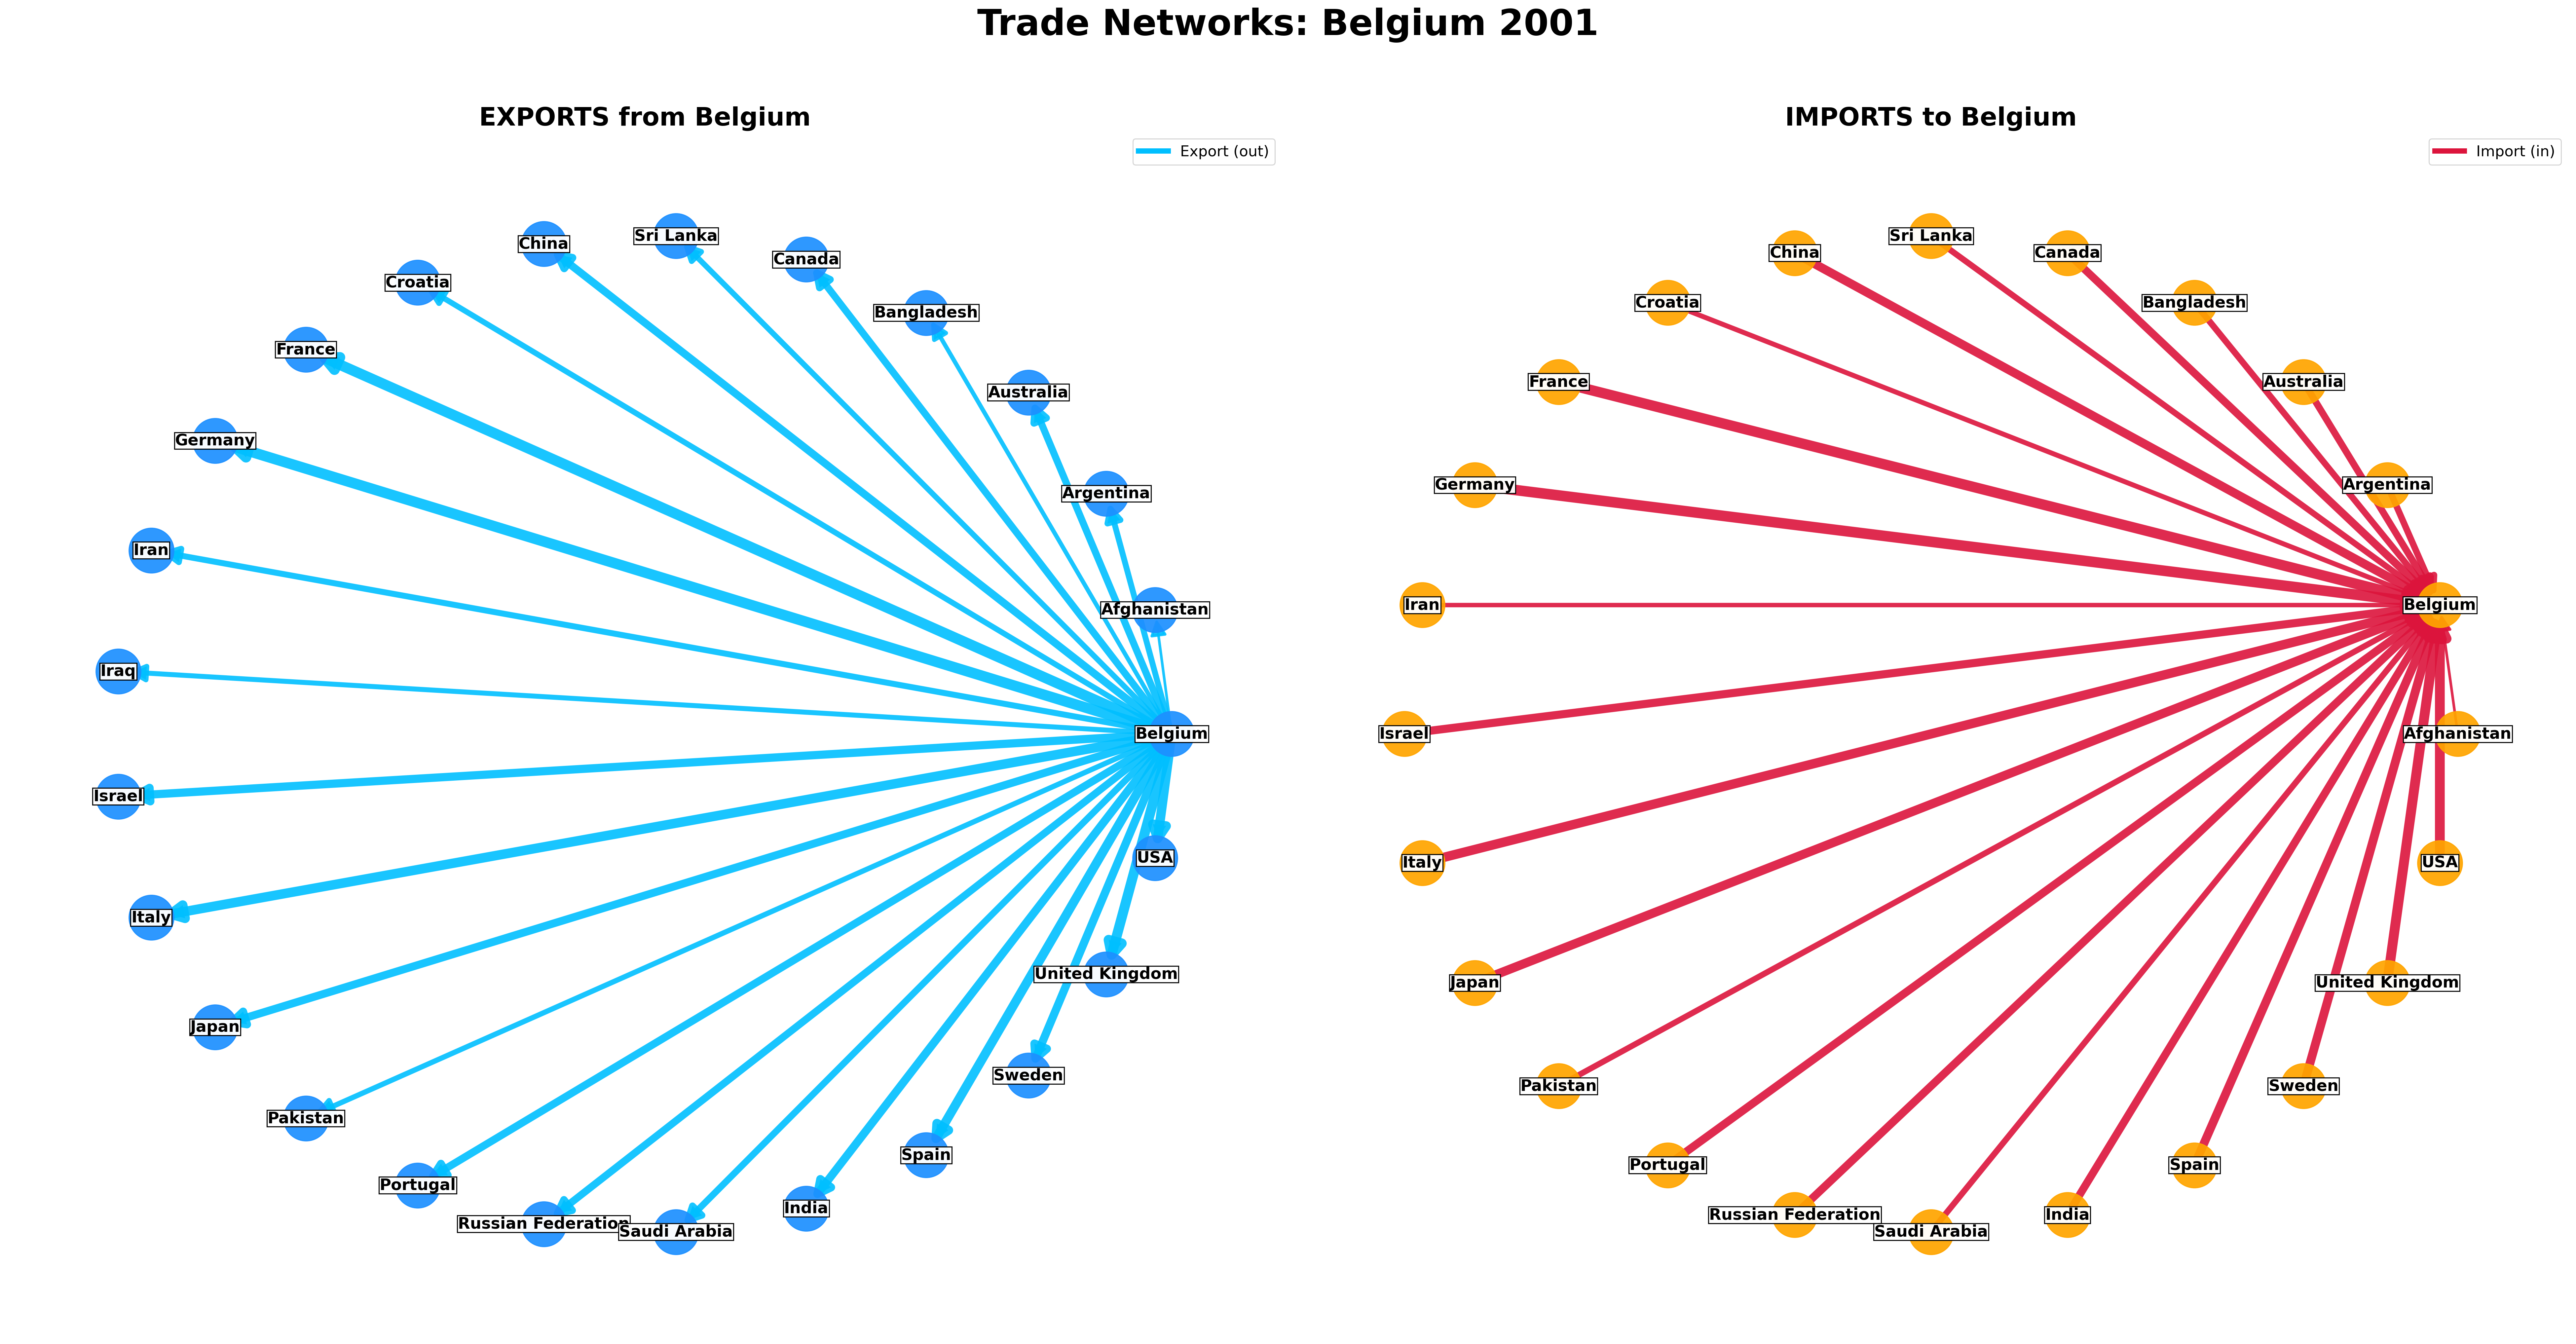 Trade Networks: Belgium 2001
EXPORTS from Belgium
Export (out)
China
Sri Lanka
Canada
Croatia
Bangladesh
France
Australia
Germany
Argentina
Iran
Afghanistan
Iraq
Belgium
Israel
USA
Italy
United Kingdom
Japan
Sweden
Pakistan
Spain
Portugal
India
Russian Federation
Saudi Arabia
IMPORTS to Belgium
Import (in)
Sri Lanka
China
Canada
Croatia
Bangladesh
France
Australia
Germany
Argentina
Iran
Belgium
Israel
Afghanistan
Italy
USA
Japan
United Kingdom
Pakistan
Sweden
Portugal
Spain
Russian Federation
India
Saudi Arabia